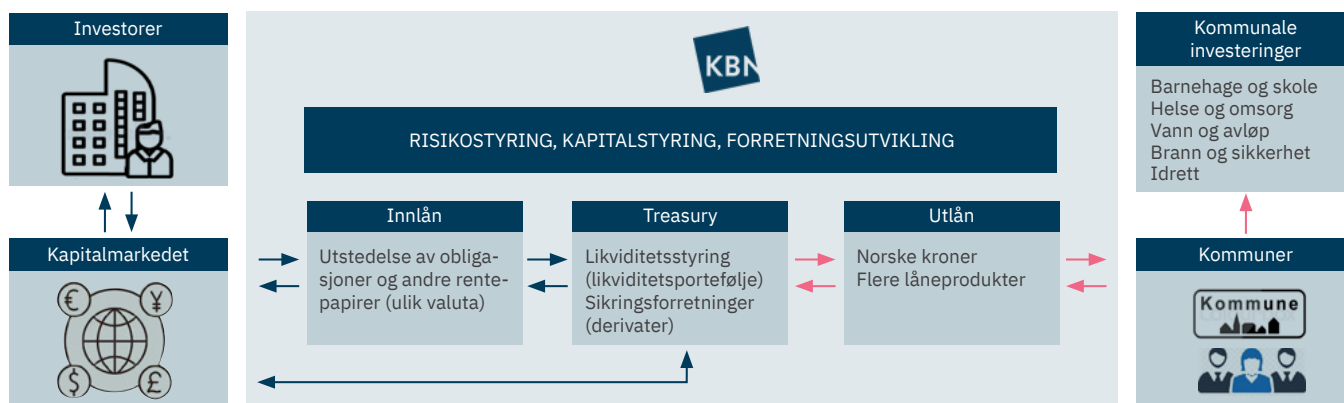 Investorer
Kapitalmarkedet
€
¥
$
£
KBN
RISIKOSTYRING, KAPITALSTYRING, FORRETNINGSUTVIKLING
Innlån
Utstedelse av obliga-
sjoner og andre rente-
papirer (ulik valuta)
Treasury
Likviditetsstyring
(likviditetsportefølje)
Sikringsforretninger
(derivater)
Utlån
Norske kroner
Flere låneprodukter
Kommunale
investeringer
Barnehage og skole
Helse og omsorg
Vann og avløp
Brann og sikkerhet
Idrett
Kommuner
Kommune